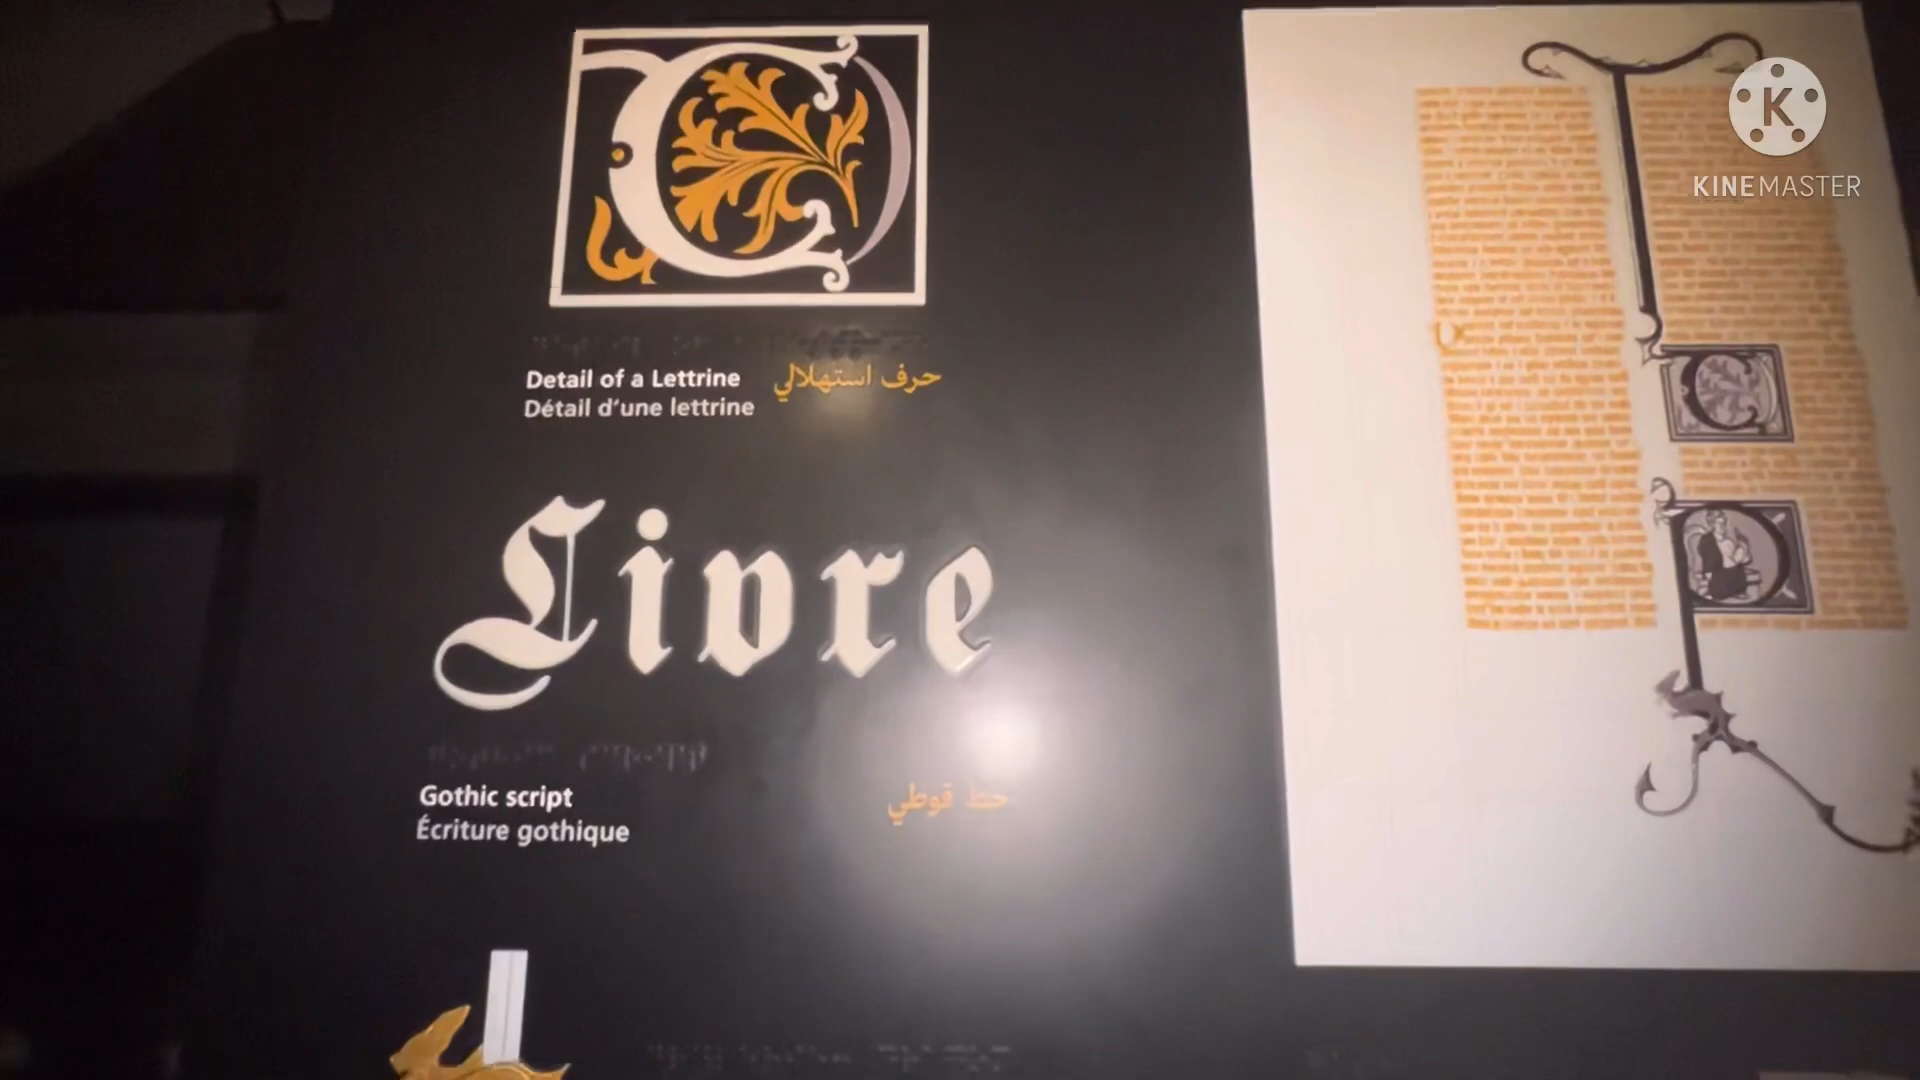 C
Detail of a Lettrine
حرف استهلالي
Détail d'une lettrine
Livre
Gothic script
خط قوطي
Écriture gothique
K
KINEMASTER